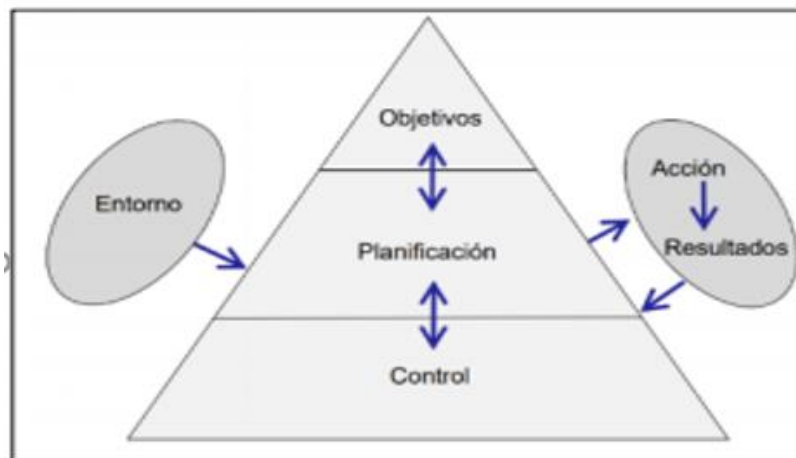 Objetivos
Entorno
Acción
Planificación
Resultados
Control